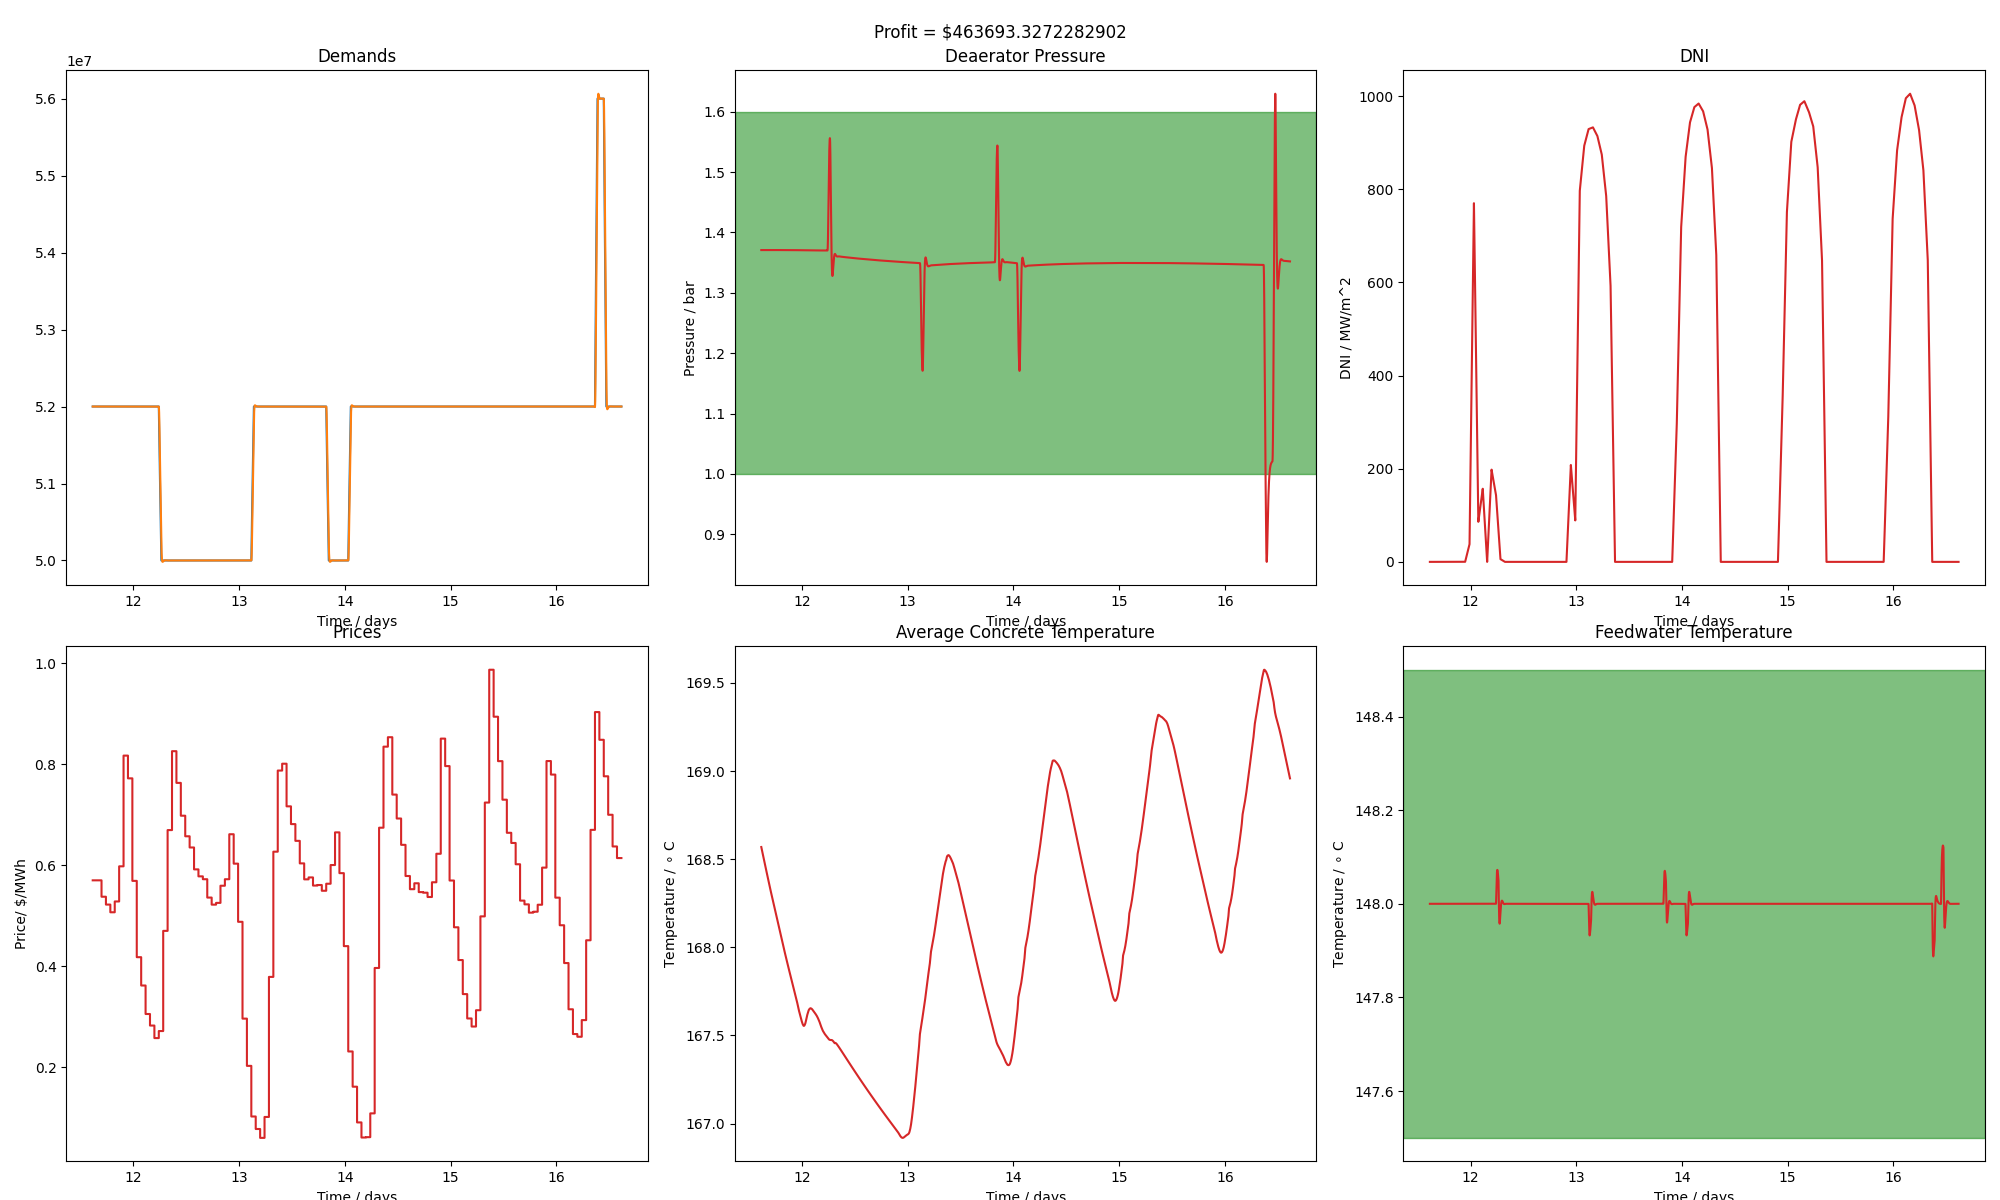 Profit = $463693.3272282902
Demands
1e7
5.6
5.5
5.4
5.3
5.2
5.1
5.0
12 13 14 15 16
Time / days
Deaerator Pressure
Pressure / bar
1.6
1.5
1.4
1.3
1.2
1.1
1.0
0.9
12 13 14 15 16
Time / days
DNI
DNI / MW/m^2
1000
800
600
400
200
0
12 13 14 15 16
Time / days
Prices
Price/ $/MWh
1.0
0.8
0.6
0.4
0.2
12 13 14 15 16
Time / days
Average Concrete Temperature
Temperature / ∘ C
169.5
169.0
168.5
168.0
167.5
167.0
12 13 14 15 16
Time / days
Feedwater Temperature
Temperature / ∘ C
148.4
148.2
148.0
147.8
147.6
12 13 14 15 16
Time / days